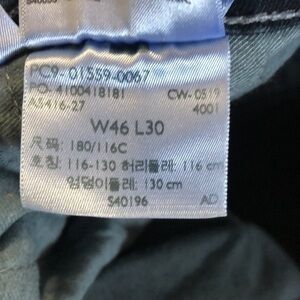 PC9-01559-0067
PO-4100418181 CW-0519
AS416-27 4001
W46 L30
尺码: 180/116C
호칭: 116-130 허리둘레: 116 cm
엉덩이둘레: 130 cm
S40196 AD